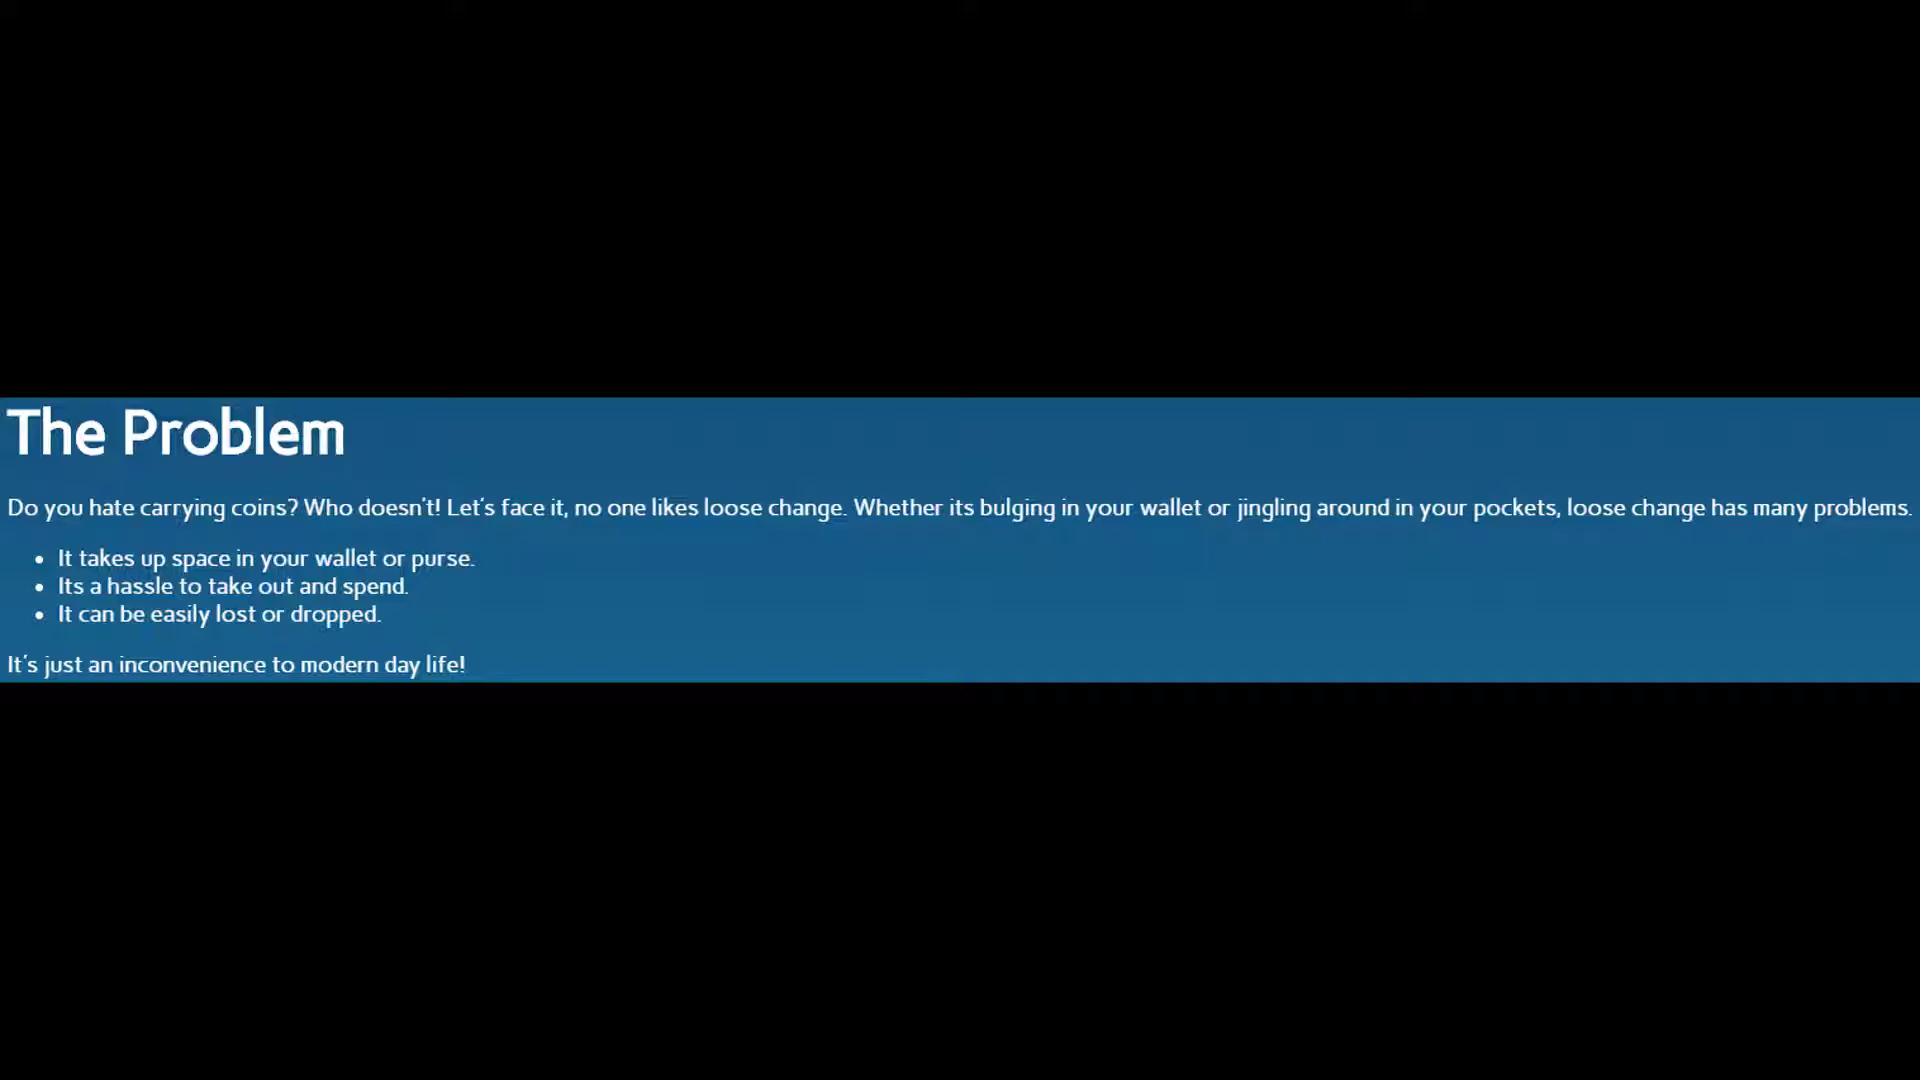 The Problem
Do you hate carrying coins? Who doesn't! Let's face it, no one likes loose change. Whether its bulging in your wallet or jingling around in your pockets, loose change has many problems.
• It takes up space in your wallet or purse.
• Its a hassle to take out and spend.
• It can be easily lost or dropped.
It's just an inconvenience to modern day life!